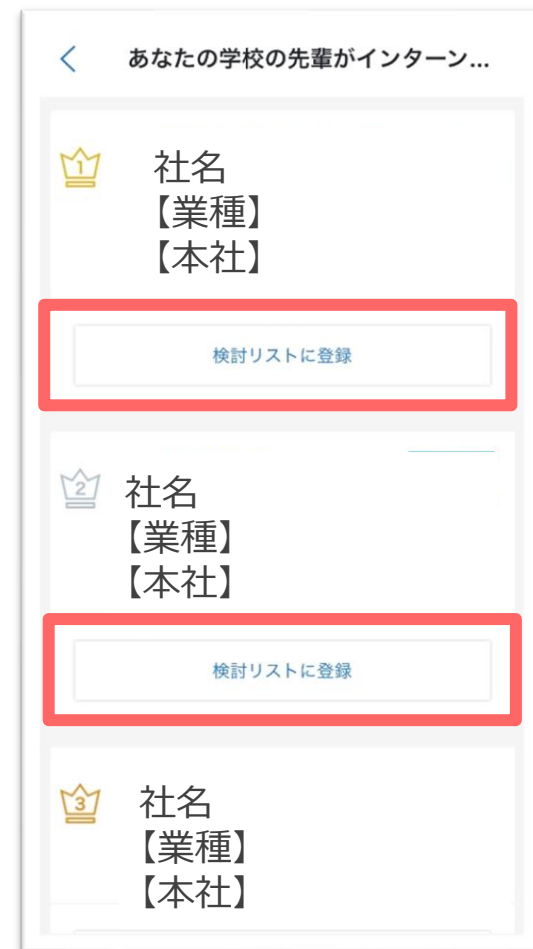 あなたの学校の先輩がインターン...
1
社名
【業種】
【本社】
検討リストに登録
2
社名
【業種】
【本社】
検討リストに登録
3
社名
【業種】
【本社】